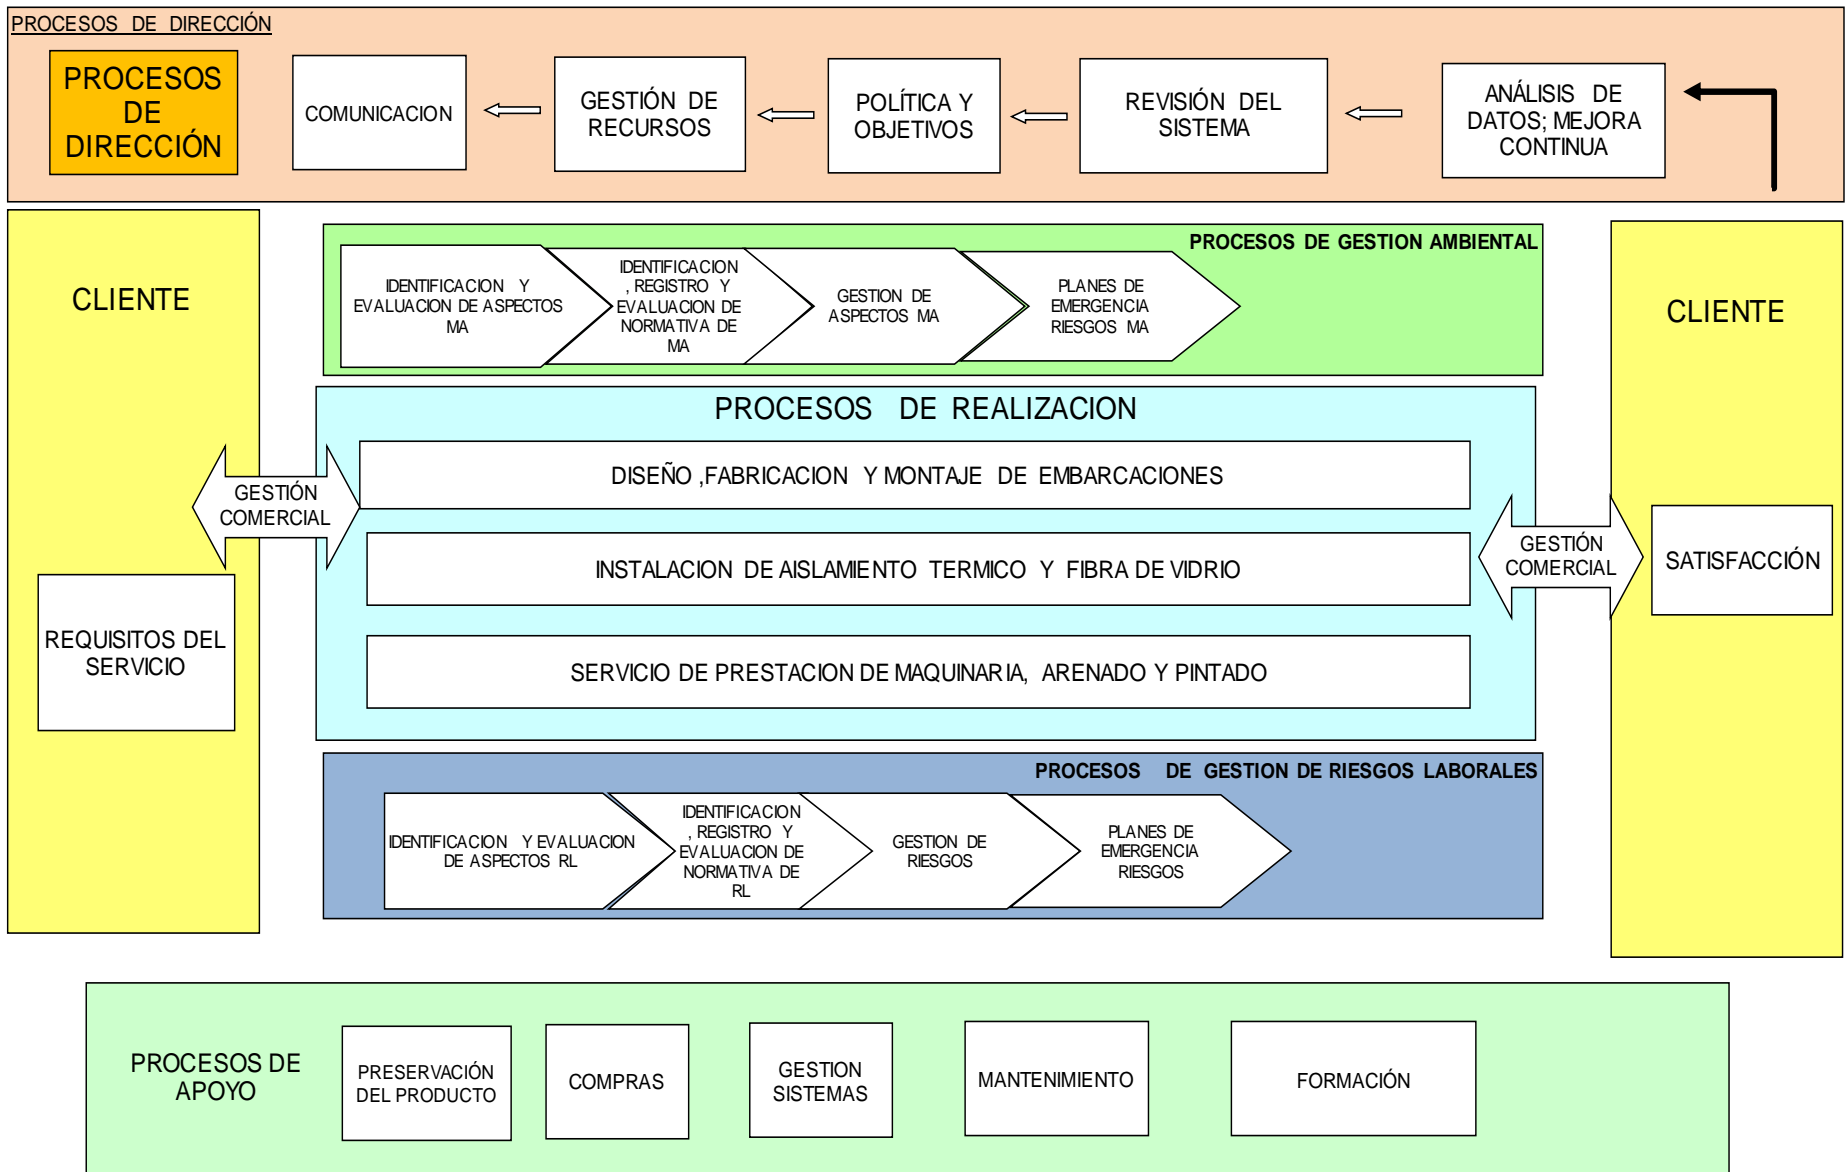 PROCESOS DE DIRECCIÓN
PROCESOS
DE
DIRECCIÓN
COMUNICACION
GESTIÓN DE
RECURSOS
POLÍTICA Y
OBJETIVOS
REVISIÓN DEL
SISTEMA
ANÁLISIS DE
DATOS; MEJORA
CONTINUA
CLIENTE
REQUISITOS DEL
SERVICIO
GESTIÓN
COMERCIAL
PROCESOS DE GESTION AMBIENTAL
IDENTIFICACION Y
EVALUACION DE ASPECTOS
MA
IDENTIFICACION
, REGISTRO Y
EVALUACION DE
NORMATIVA DE
MA
GESTION DE
ASPECTOS MA
PLANES DE
EMERGENCIA
RIESGOS MA
PROCESOS DE REALIZACION
DISEÑO ,FABRICACION Y MONTAJE DE EMBARCACIONES
INSTALACION DE AISLAMIENTO TERMICO Y FIBRA DE VIDRIO
SERVICIO DE PRESTACION DE MAQUINARIA, ARENADO Y PINTADO
PROCESOS DE GESTION DE RIESGOS LABORALES
IDENTIFICACION Y EVALUACION
DE ASPECTOS RL
IDENTIFICACION
, REGISTRO Y
EVALUACION DE
NORMATIVA DE
RL
GESTION DE
RIESGOS
PLANES DE
EMERGENCIA
RIESGOS
GESTIÓN
COMERCIAL
CLIENTE
SATISFACCIÓN
PROCESOS DE
APOYO
PRESERVACIÓN
DEL PRODUCTO
COMPRAS
GESTION
SISTEMAS
MANTENIMIENTO
FORMACIÓN